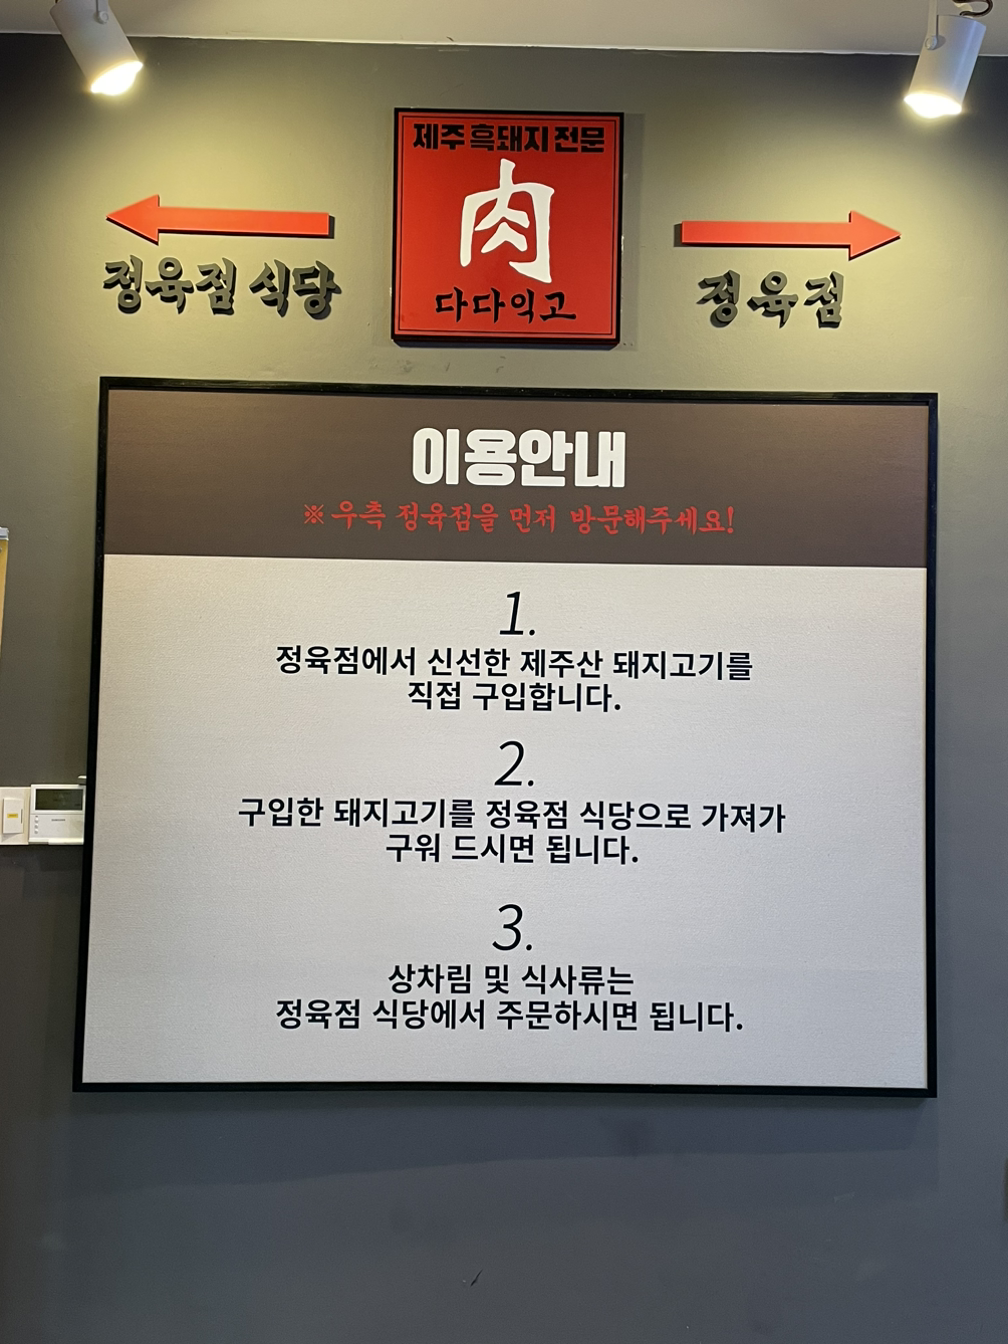 제주 흑돼지 전문
肉
다다익고
정육점 식당
정육점
이용안내
※ 우측 정육점을 먼저 방문해주세요!
1.
정육점에서 신선한 제주산 돼지고기를
직접 구입합니다.
2.
구입한 돼지고기를 정육점 식당으로 가져가
구워 드시면 됩니다.
3.
상차림 및 식사류는
정육점 식당에서 주문하시면 됩니다.